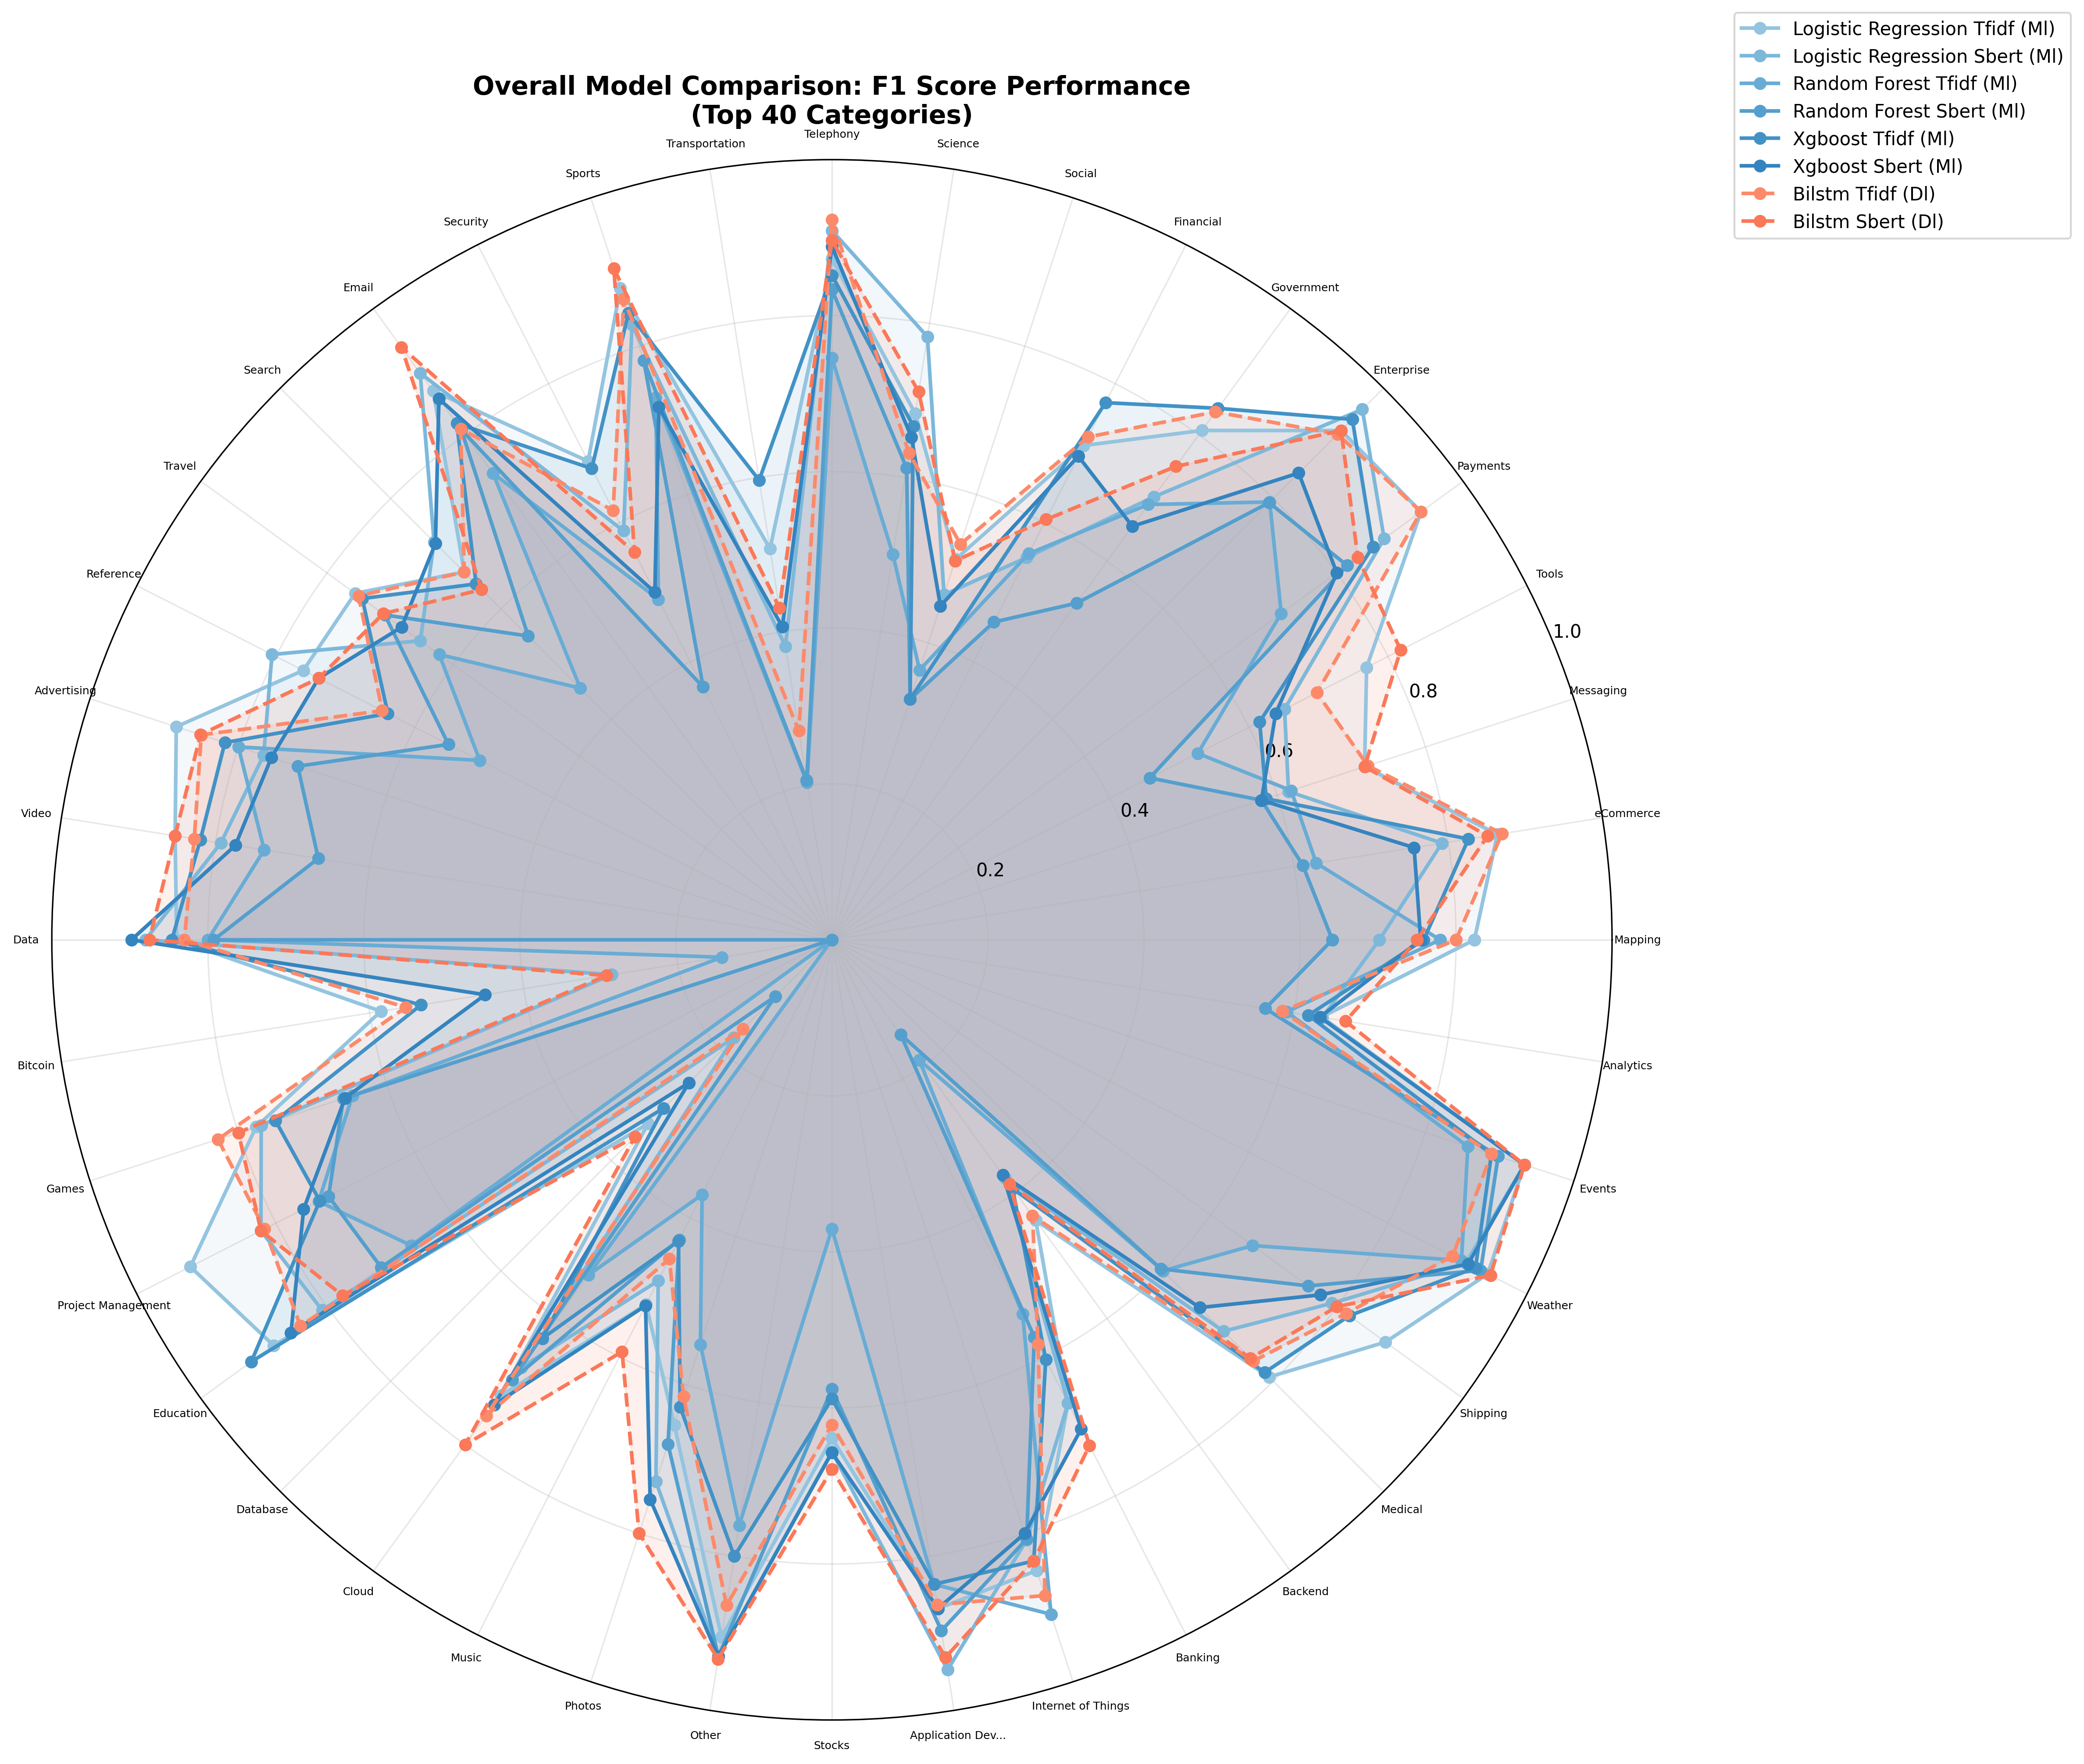 Overall Model Comparison: F1 Score Performance
(Top 40 Categories)
Logistic Regression Tfidf (Ml)
Logistic Regression Sbert (Ml)
Random Forest Tfidf (Ml)
Random Forest Sbert (Ml)
Xgboost Tfidf (Ml)
Xgboost Sbert (Ml)
Bilstm Tfidf (Dl)
Bilstm Sbert (Dl)
Telephony
Science
Social
Financial
Government
Enterprise
Payments
Tools
Messaging
eCommerce
Mapping
Analytics
Events
Weather
Shipping
Medical
Backend
Banking
Internet of Things
Application Dev...
Stocks
Other
Photos
Music
Cloud
Database
Education
Project Management
Games
Bitcoin
Data
Video
Advertising
Reference
Travel
Search
Email
Security
Sports
Transportation
0.2
0.4
0.6
0.8
1.0